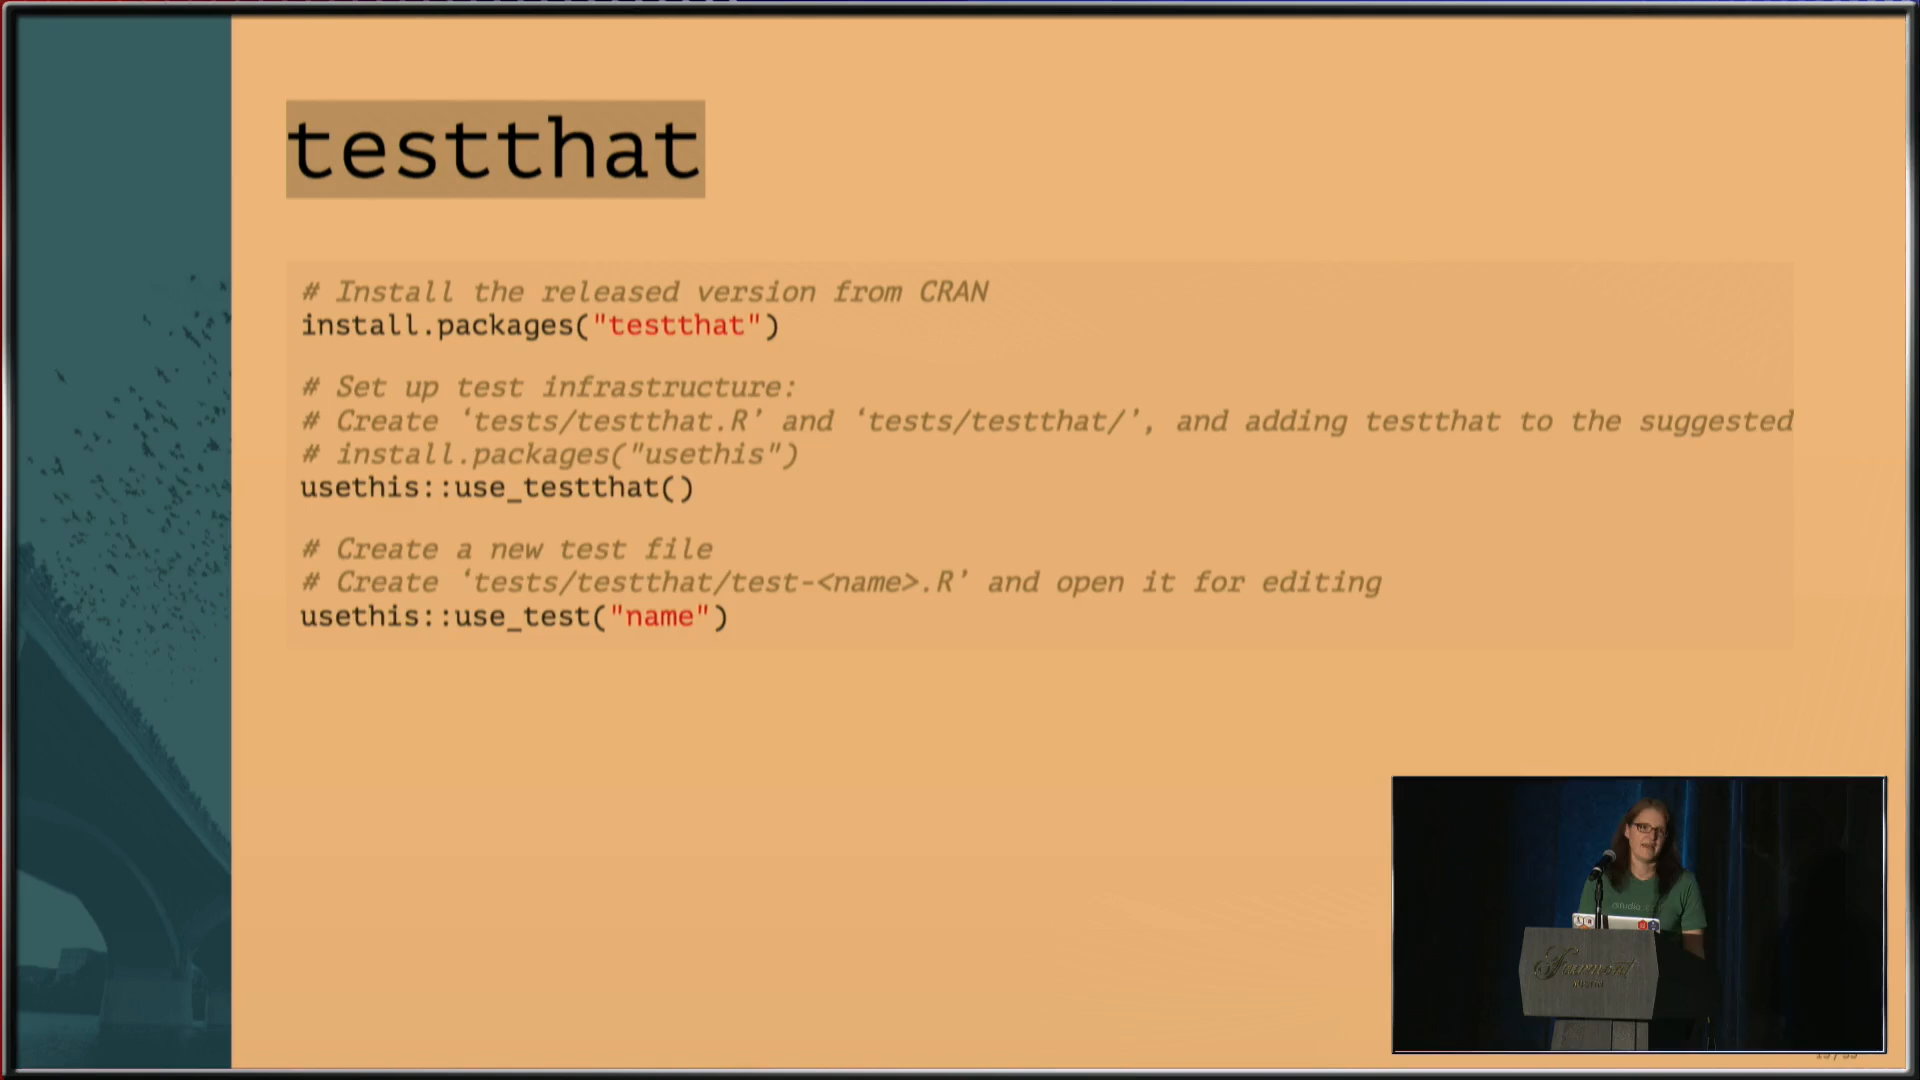 testthat
# Install the released version from CRAN
install.packages("testthat")
# Set up test infrastructure:
# Create ‘tests/testthat.R’ and ‘tests/testthat/’, and adding testthat to the suggested
# install.packages("usethis")
usethis::use_testthat()
# Create a new test file
# Create ‘tests/testthat/test-<name>.R’ and open it for editing
usethis::use_test("name")
Fairmont